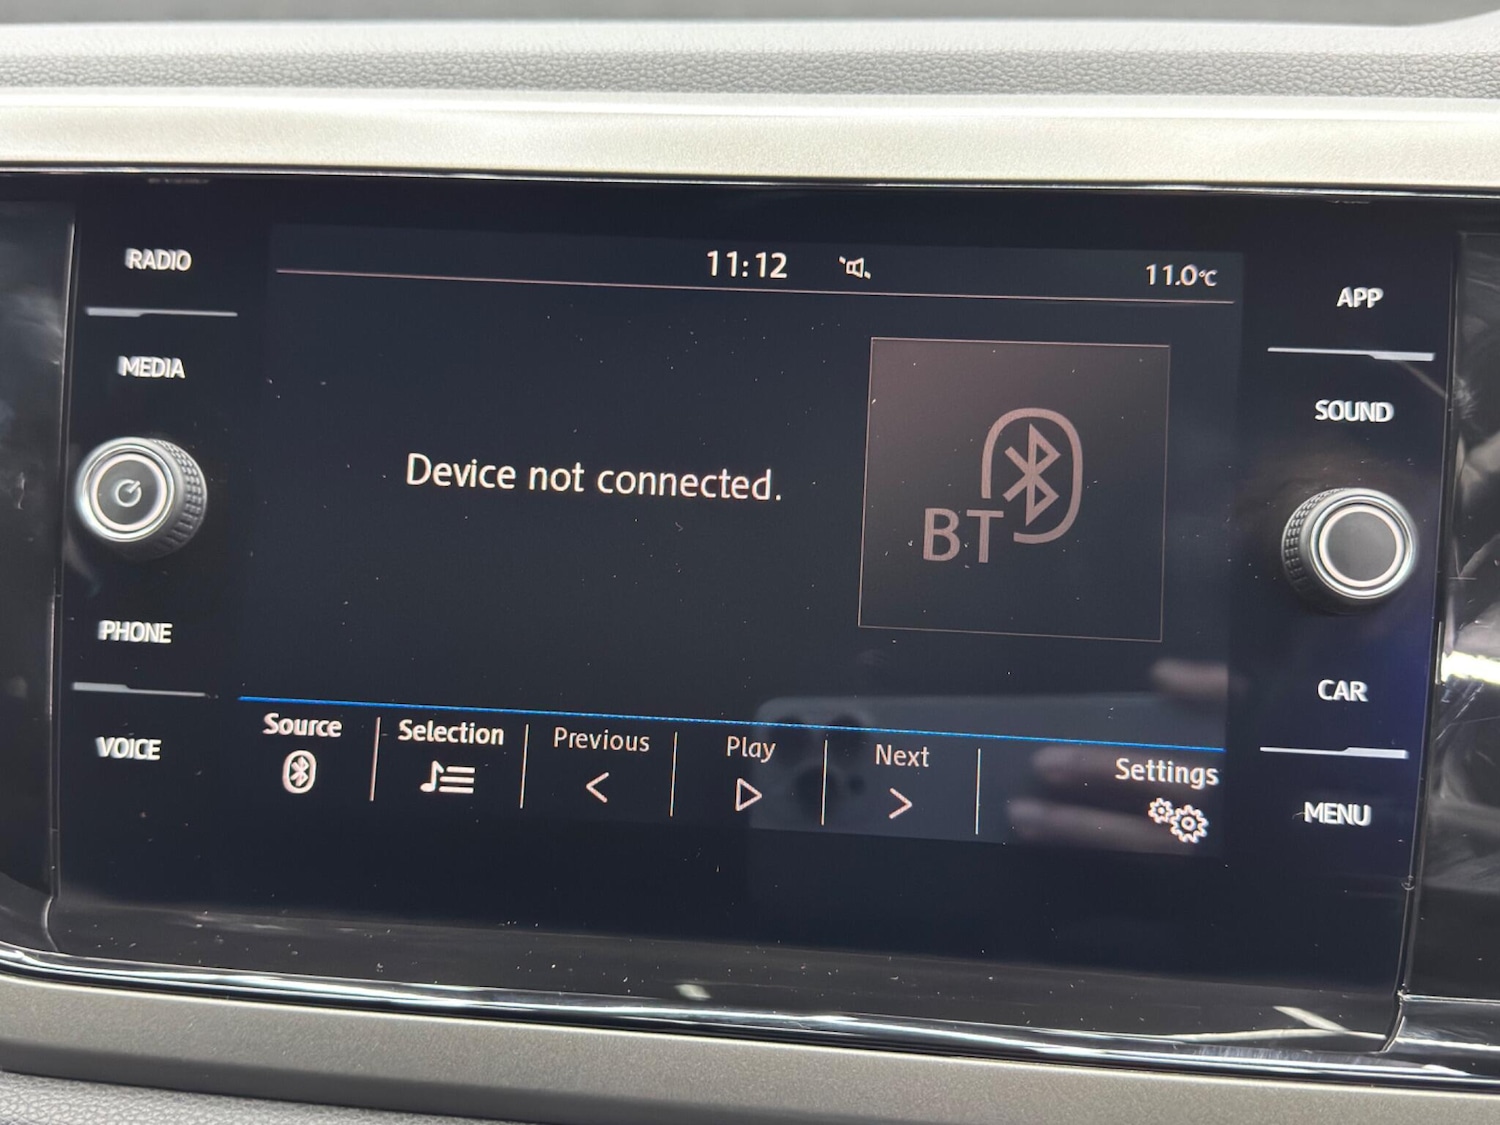 RADIO
MEDIA
PHONE
VOICE
11:12
11.0°C
Device not connected.
BT
Source
Selection
Previous
Play
Next
Settings
APP
SOUND
CAR
MENU